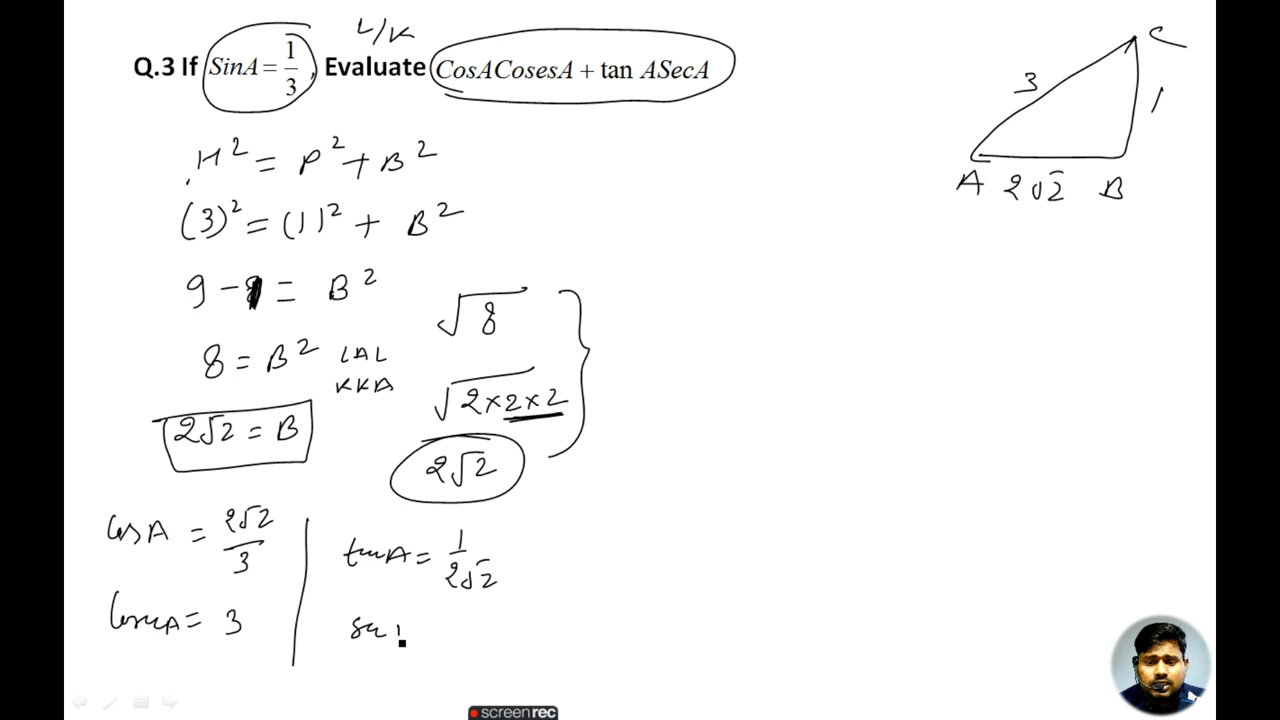 L/K
Q.3 If SinA = 1/3, Evaluate CosACosesA + tan ASecA
H² = P² + B²
(3)² = (1)² + B²
9 - 1 = B²
8 = B²
LAL
KKA
2√2 = B
√8
√2×2×2
2√2
CosA = 2√2/3
CosecA = 3
tanA = 1/2√2
sec
C
3
1
A 2√2 B
screenrec